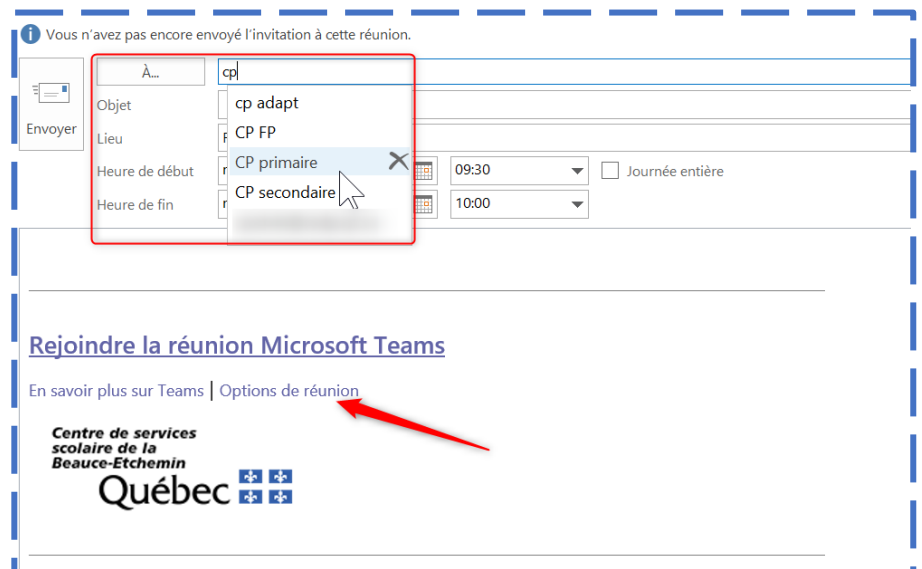 Vous n'avez pas encore envoyé l'invitation à cette réunion.
À...
cp
Envoyer
Objet
cp adapt
CP FP
Lieu
CP primaire
Heure de début
09:30
Journée entière
CP secondaire
Heure de fin
10:00
Rejoindre la réunion Microsoft Teams
En savoir plus sur Teams | Options de réunion
Centre de services
scolaire de la
Beauce-Etchemin
Québec